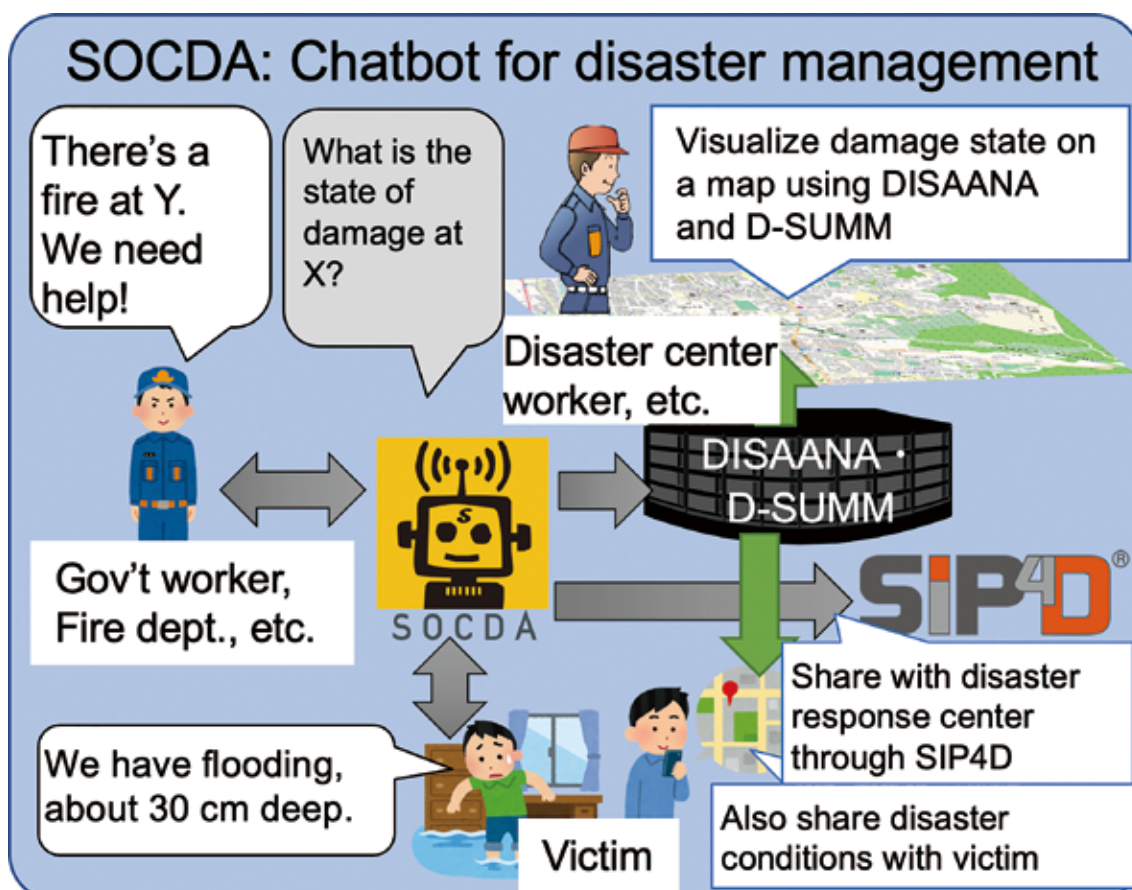 SOCDA: Chatbot for disaster management
There's a
fire at Y.
We need
help!
What is the
state of
damage at
X?
Visualize damage state on
a map using DISAANA
and D-SUMM
Disaster center
worker, etc.
DISAANA・
D-SUMM
Gov't worker,
Fire dept., etc.
S
SOCDA
SIP4D®
Share with disaster
response center
through SIP4D
We have flooding,
about 30 cm deep.
Victim
Also share disaster
conditions with victim